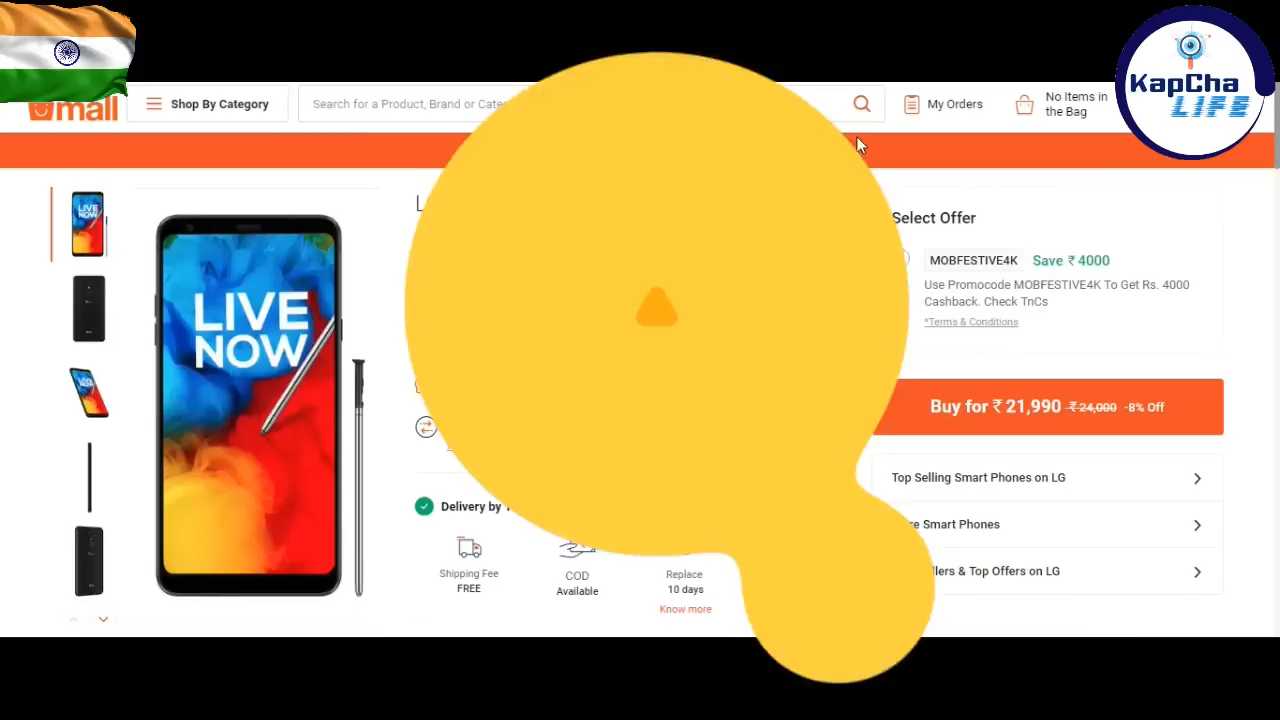 mall
Shop By Category
Search for a Product, Brand or Cate
My Orders
No Items in
the Bag
KapCha
LIFE
LIVE
NOW
L
Select Offer
MOBFESTIVE4K Save ₹ 4000
Use Promocode MOBFESTIVE4K To Get Rs. 4000
Cashback. Check TnCs
*Terms & Conditions
Buy for ₹ 21,990 ₹ 24,000 -8% Off
Top Selling Smart Phones on LG
Smart Phones
& Top Offers on LG
Delivery by
Shipping Fee
FREE
COD
Available
Replace
10 days
Know more
LIVE
NOW